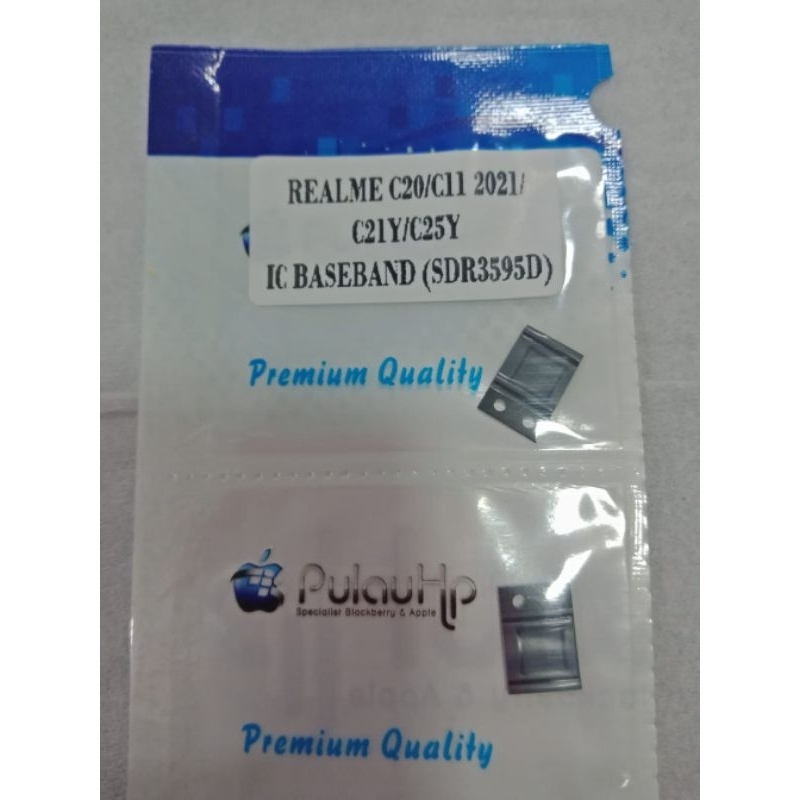 REALME C20/C11 2021/
C21Y/C25Y
IC BASEBAND (SDR3595D)
Premium Quality
PulauHp
Specialist Blackberry & Apple
Premium Quality